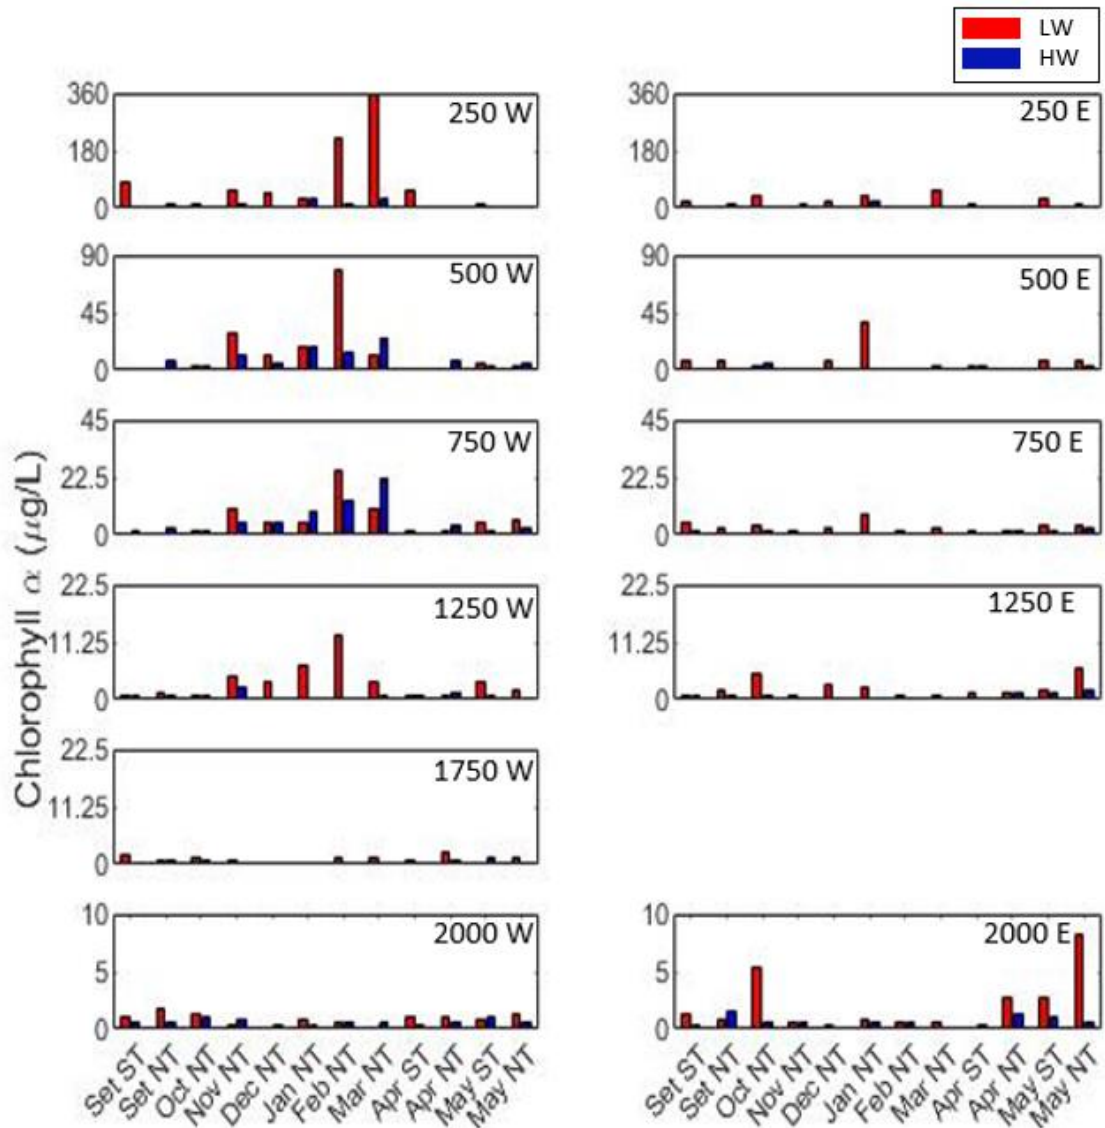 LW
HW
360
180
0
250 W
360
180
0
250 E
90
45
0
500 W
90
45
0
500 E
45
22.5
0
750 W
45
22.5
0
750 E
22.5
11.25
0
1250 W
22.5
11.25
0
1250 E
22.5
11.25
0
1750 W
10
5
0
2000 W
10
5
0
2000 E
Chlorophyll α (μg/L)
Set ST
Set NT
Oct NT
Nov NT
Dec NT
Jan NT
Feb NT
Mar NT
Apr ST
Apr NT
May ST
May NT
Set ST
Set NT
Oct NT
Nov NT
Dec NT
Jan NT
Feb NT
Mar NT
Apr ST
Apr NT
May ST
May NT